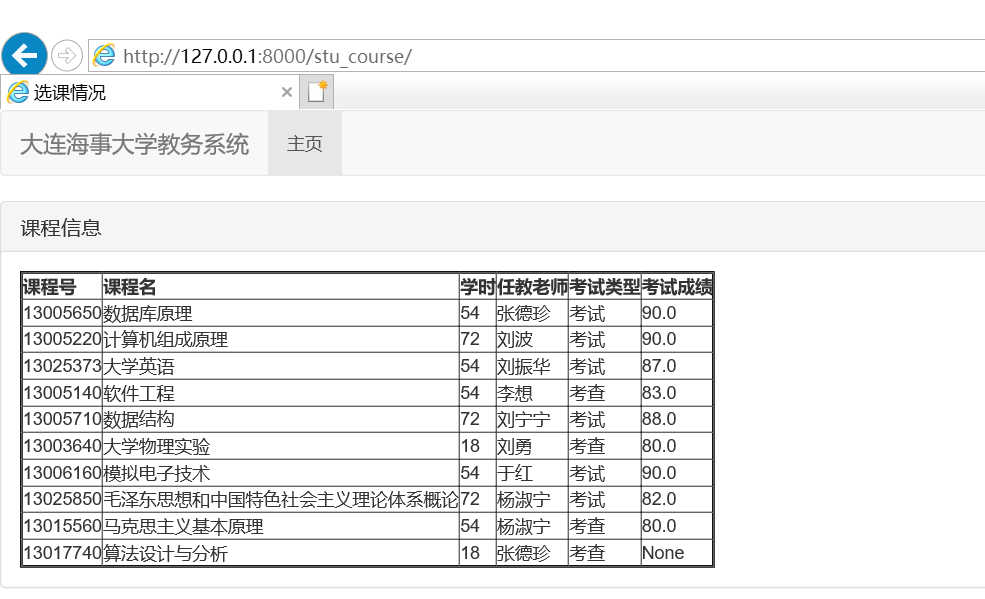 http://127.0.0.1:8000/stu_course/
选课情况
大连海事大学教务系统 主页
课程信息
课程号 课程名 学时 任教老师 考试类型 考试成绩
13005650 数据库原理 54 张德珍 考试 90.0
13005220 计算机组成原理 72 刘波 考试 90.0
13025373 大学英语 54 刘振华 考试 87.0
13005140 软件工程 54 李想 考查 83.0
13005710 数据结构 72 刘宁宁 考试 88.0
13003640 大学物理实验 18 刘勇 考查 80.0
13006160 模拟电子技术 54 于红 考试 90.0
13025850 毛泽东思想和中国特色社会主义理论体系概论 72 杨淑宁 考试 82.0
13015560 马克思主义基本原理 54 杨淑宁 考查 80.0
13017740 算法设计与分析 18 张德珍 考查 None